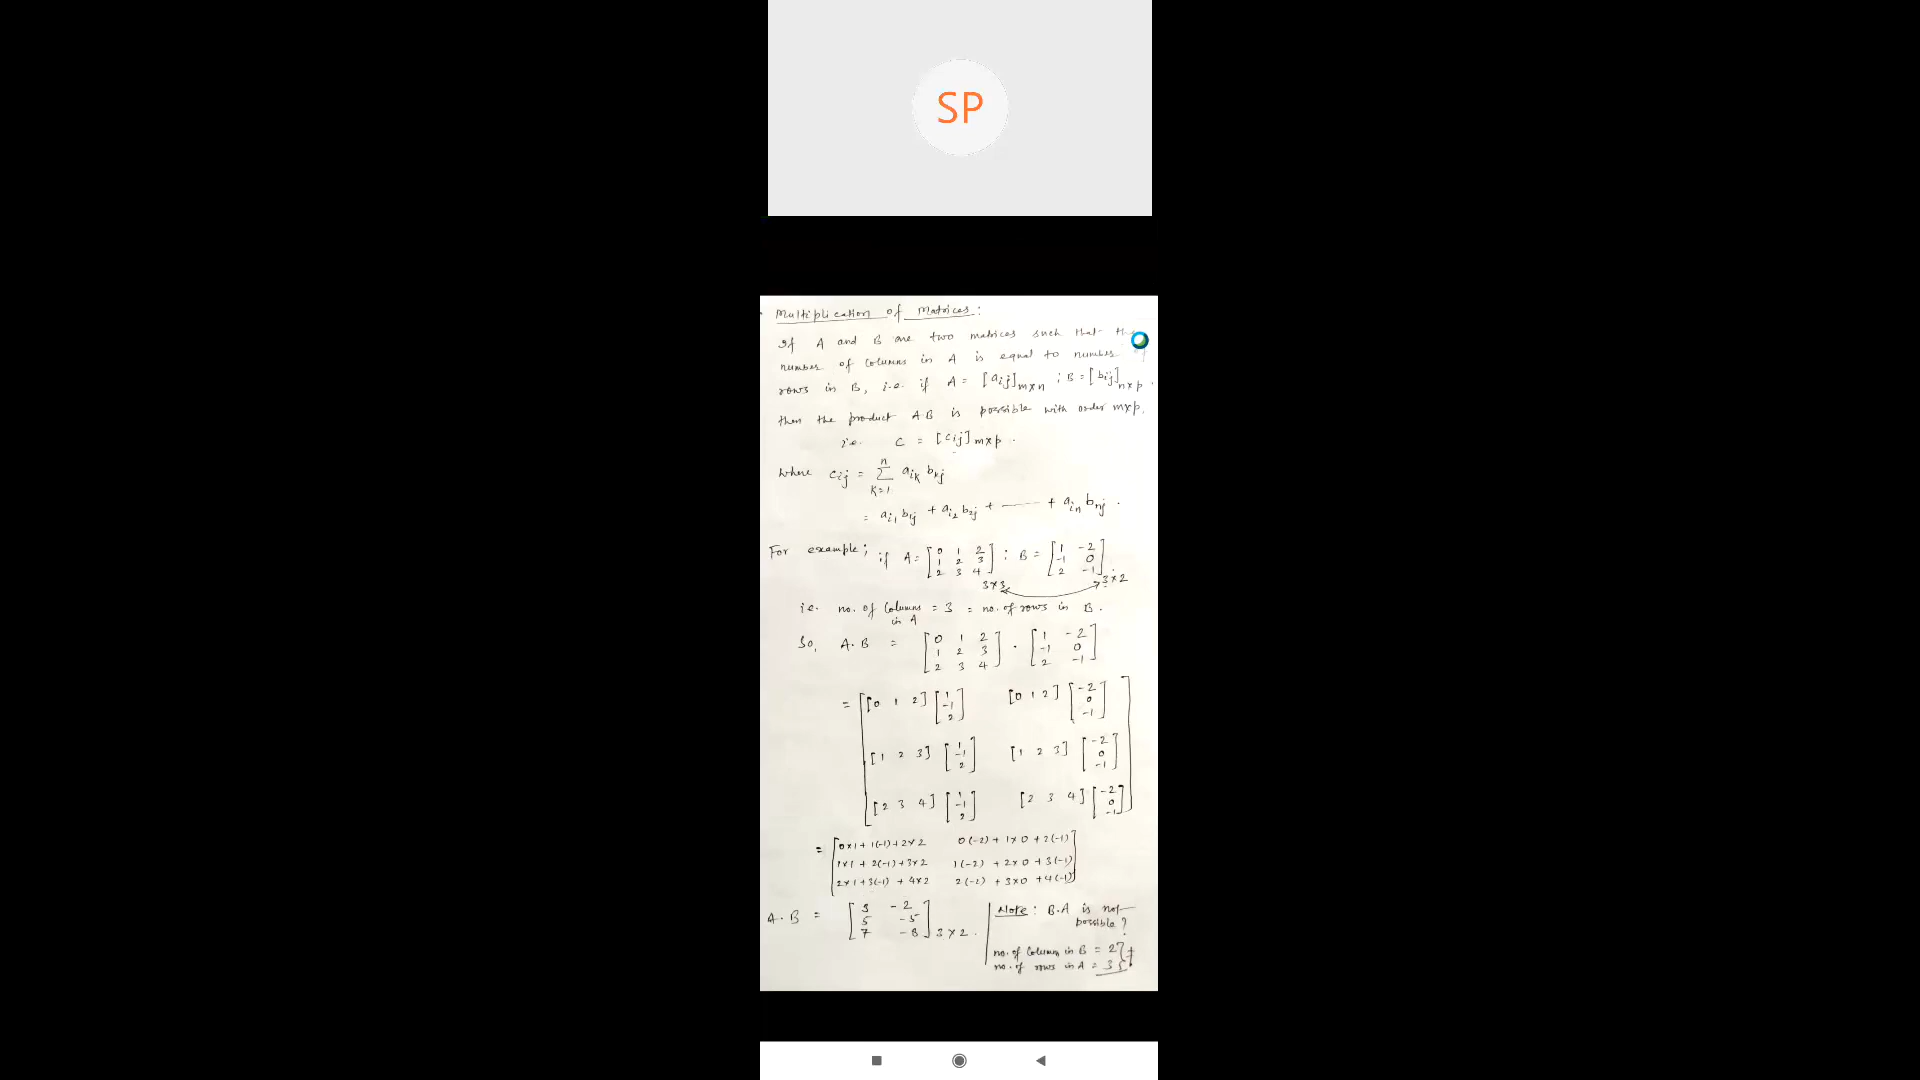 SP
Multiplication of Matrices :
If A and B are two matrices such that the
number of columns in A is equal to number of
rows in B, i.e. if A = [aij]m×n ; B = [bij]n×p .
then the product AB is possible with order m×p.
i.e. C = [cij]m×p .
where cij = n∑k=1 aik bkj
= ai1 b1j + ai2 b2j + —— + ain bnj .
For example; if A = [0 1 2; 1 2 3; 2 3 4] 3×3 ; B = [1 -2; -1 0; 2 -1] 3×2
i.e. no. of columns in A = 3 = no. of rows in B .
So, A·B = [0 1 2; 1 2 3; 2 3 4] · [1 -2; -1 0; 2 -1]
= [[0 1 2] [1 -1 2] [0 1 2] [-2 0 -1]
[1 2 3] [1 -1 2] [1 2 3] [-2 0 -1]
[2 3 4] [1 -1 2] [2 3 4] [-2 0 -1]]
= [0×1 + 1(-1) + 2×2 0(-2) + 1×0 + 2(-1)
1×1 + 2(-1) + 3×2 1(-2) + 2×0 + 3(-1)
2×1 + 3(-1) + 4×2 2(-2) + 3×0 + 4(-1)]
A·B = [3 -2; 5 -5; 7 -8] 3×2 .
Note : B·A is not
possible ?
no. of column in B = 2 } ≠
no. of rows in A = 3 }